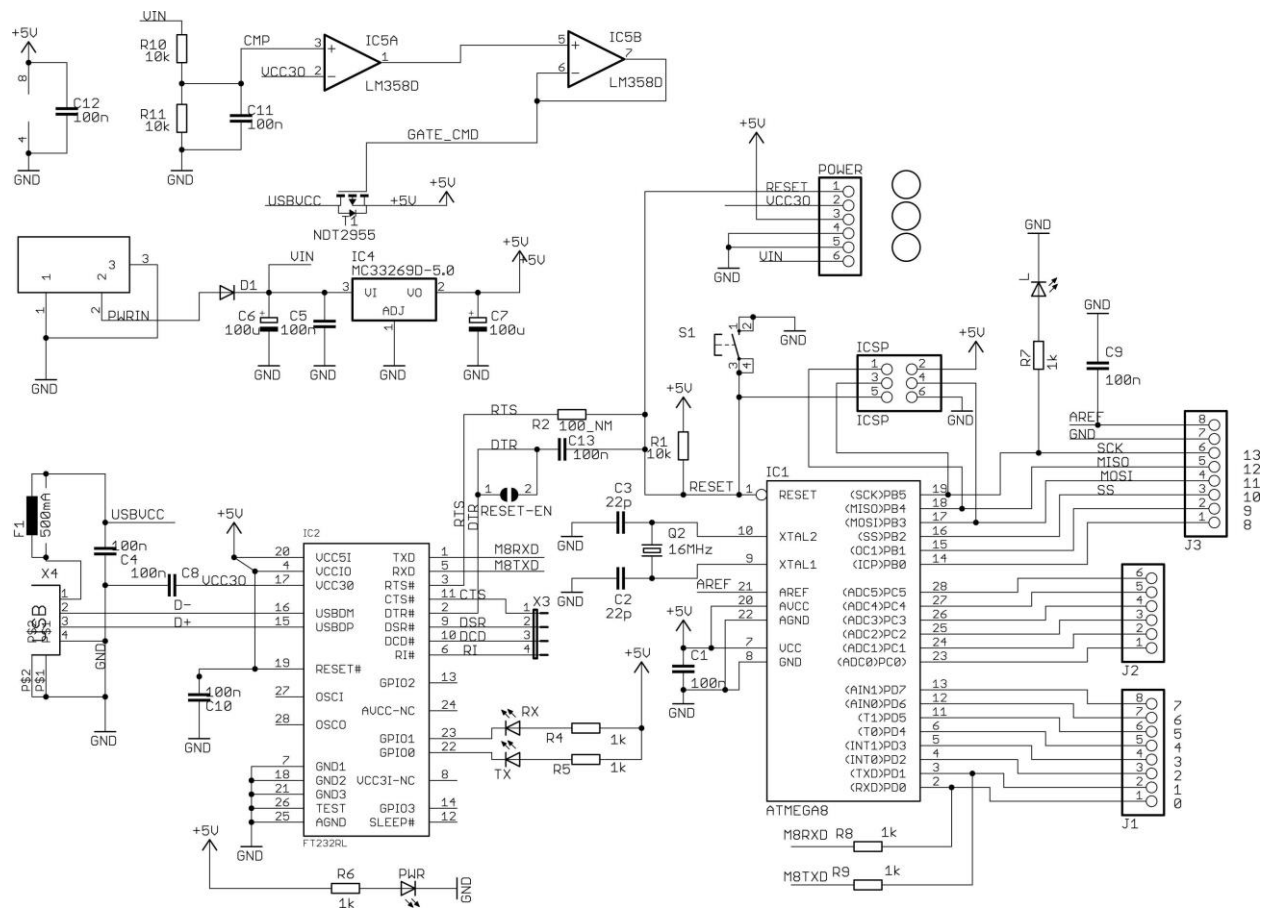 +5V
8
4
C12
100n
GND
VIN
R10
10k
R11
10k
CMP
VCC3O
C11
100n
GND
3
2
1
IC5A
LM358D
5
6
7
IC5B
LM358D
GATE_CMD
USBVCC
+5V
+5V
T1
NDT2955
1
2
3
1
2
PWRIN
3
GND
D1
VIN
C6
100u
GND
C5
100n
GND
IC4
MC33269D-5.0
3
VI
VO
2
ADJ
1
GND
+5V
+5V
C7
100u
GND
+5V
POWER
RESET
VCC3O
VIN
1
2
3
4
5
6
GND
GND
L
R7
1k
GND
C9
100n
S1
1
2
3
4
GND
ICSP
1
2
3
4
5
6
ICSP
+5V
GND
RTS
R2
100_NM
DTR
C13
100n
+5V
R1
10k
RESET
1
2
RESET-EN
RTS
DTR
AREF
GND
SCK
MISO
MOSI
SS
8
7
6
5
4
3
2
1
J3
13
12
11
10
9
8
F1
500mA
USBVCC
100n
C4
100n
C8
VCC3O
X4
USB
P$2
P$1
P$2
P$1
1
2
3
4
D-
D+
GND
GND
+5V
100n
C10
GND
IC2
20
4
17
16
15
19
27
28
7
18
21
26
25
VCC5I
VCCIO
VCC3O
USBDM
USBDP
RESET#
OSCI
OSCO
GND1
GND2
GND3
TEST
AGND
TXD
RXD
RTS#
CTS#
DTR#
DSR#
DCD#
RI#
GPIO2
AVCC-NC
GPIO1
GPIO0
VCC3I-NC
GPIO3
SLEEP#
1
5
3
11
2
9
10
6
13
24
23
22
8
14
12
FT232RL
GND
M8RXD
M8TXD
CTS
DSR
DCD
RI
X3
1
2
3
4
RX
R4
1k
TX
R5
1k
+5V
+5V
R6
1k
PWR
GND
C3
22p
GND
Q2
16MHz
C2
22p
GND
AREF
+5V
C1
100n
GND
IC1
1
10
9
21
20
22
7
8
RESET
XTAL2
XTAL1
AREF
AVCC
AGND
VCC
GND
(SCK)PB5
(MISO)PB4
(MOSI)PB3
(SS)PB2
(OC1)PB1
(ICP)PB0
(ADC5)PC5
(ADC4)PC4
(ADC3)PC3
(ADC2)PC2
(ADC1)PC1
(ADC0)PC0)
(AIN1)PD7
(AIN0)PD6
(T1)PD5
(T0)PD4
(INT1)PD3
(INT0)PD2
(TXD)PD1
(RXD)PD0
19
18
17
16
15
14
28
27
26
25
24
23
13
12
11
6
5
4
3
2
ATMEGA8
6
5
4
3
2
1
J2
8
7
6
5
4
3
2
1
J1
7
6
5
4
3
2
1
0
M8RXD
R8
1k
M8TXD
R9
1k